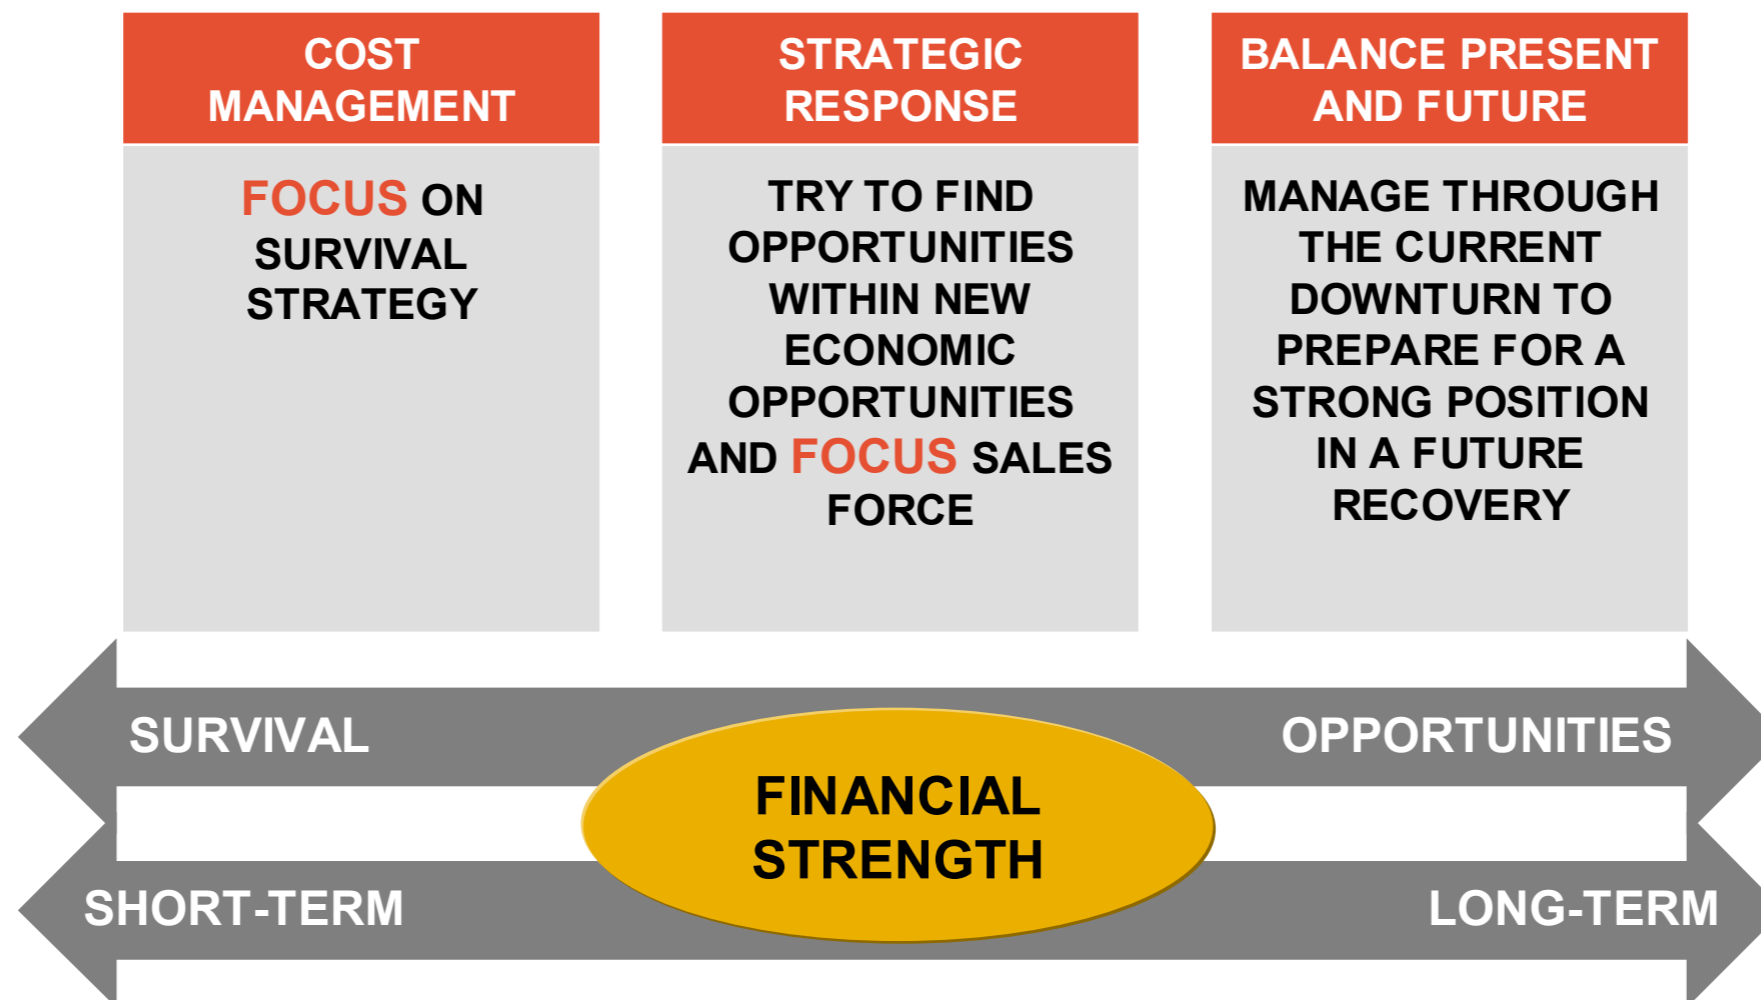 COST
MANAGEMENT
FOCUS ON
SURVIVAL
STRATEGY
STRATEGIC
RESPONSE
TRY TO FIND
OPPORTUNITIES
WITHIN NEW
ECONOMIC
OPPORTUNITIES
AND FOCUS SALES
FORCE
BALANCE PRESENT
AND FUTURE
MANAGE THROUGH
THE CURRENT
DOWNTURN TO
PREPARE FOR A
STRONG POSITION
IN A FUTURE
RECOVERY
SURVIVAL
OPPORTUNITIES
FINANCIAL
STRENGTH
SHORT-TERM
LONG-TERM